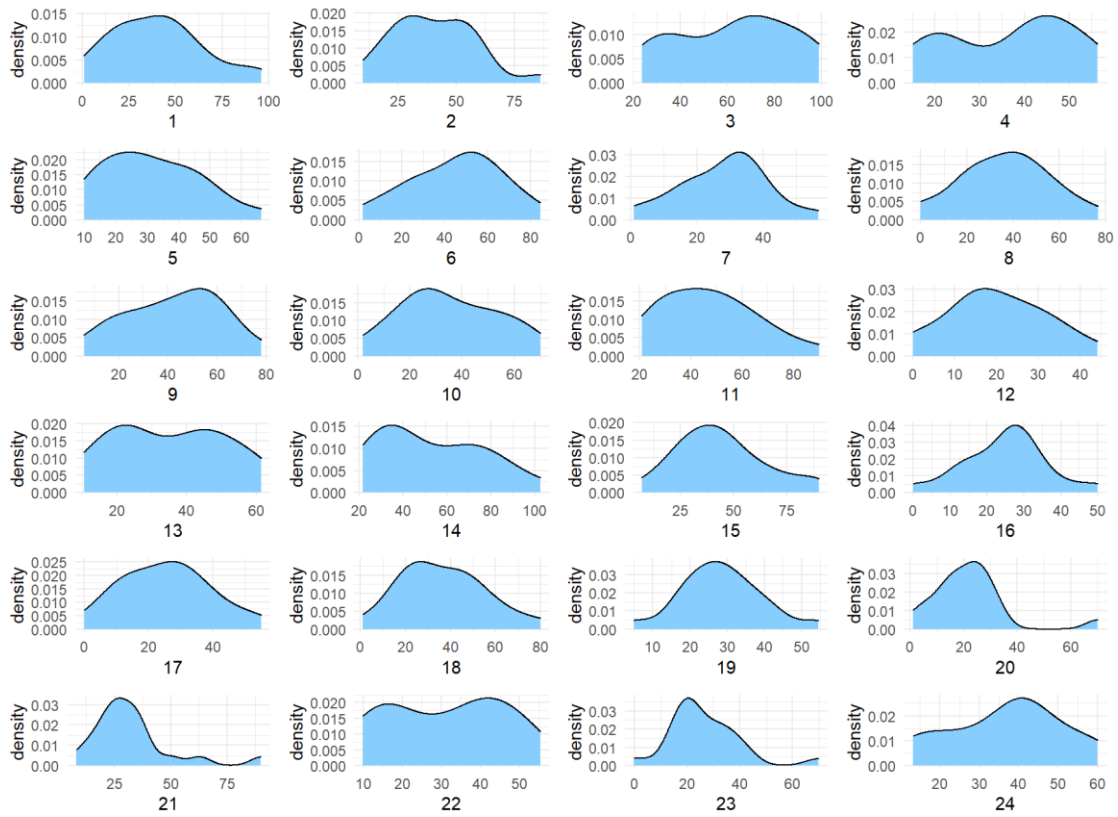 density 0.015 0.010 0.005 0.000 0 25 50 75 100 1
density 0.020 0.015 0.010 0.005 0.000 25 50 75 2
density 0.010 0.005 0.000 20 40 60 80 100 3
density 0.02 0.01 0.00 20 30 40 50 4
density 0.020 0.015 0.010 0.005 0.000 10 20 30 40 50 60 5
density 0.015 0.010 0.005 0.000 0 20 40 60 80 6
density 0.03 0.02 0.01 0.00 0 20 40 7
density 0.015 0.010 0.005 0.000 0 20 40 60 80 8
density 0.015 0.010 0.005 0.000 20 40 60 80 9
density 0.015 0.010 0.005 0.000 0 20 40 60 10
density 0.015 0.010 0.005 0.000 20 40 60 80 11
density 0.03 0.02 0.01 0.00 0 10 20 30 40 12
density 0.020 0.015 0.010 0.005 0.000 20 40 60 13
density 0.015 0.010 0.005 0.000 20 40 60 80 100 14
density 0.020 0.015 0.010 0.005 0.000 25 50 75 15
density 0.04 0.03 0.02 0.01 0.00 0 10 20 30 40 50 16
density 0.025 0.020 0.015 0.010 0.005 0.000 0 20 40 17
density 0.015 0.010 0.005 0.000 0 20 40 60 80 18
density 0.03 0.02 0.01 0.00 10 20 30 40 50 19
density 0.03 0.02 0.01 0.00 0 20 40 60 20
density 0.03 0.02 0.01 0.00 25 50 75 21
density 0.020 0.015 0.010 0.005 0.000 10 20 30 40 50 22
density 0.03 0.02 0.01 0.00 0 20 40 60 23
density 0.02 0.01 0.00 20 30 40 50 60 24